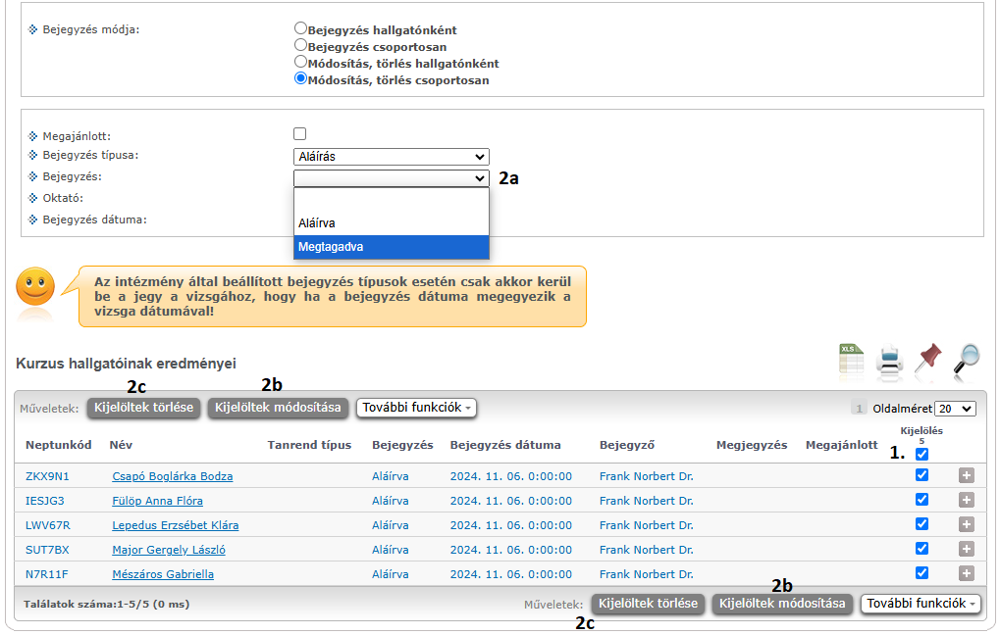 Bejegyzés módja:
Bejegyzés hallgatónként
Bejegyzés csoportosan
Módosítás, törlés hallgatónként
Módosítás, törlés csoportosan
Megajánlott:
Bejegyzés típusa: Aláírás
Bejegyzés: 2a
Oktató:
Aláírva
Bejegyzés dátuma:
Megtagadva
Az intézmény által beállított bejegyzés típusok esetén csak akkor kerül
be a jegy a vizsgához, hogy ha a bejegyzés dátuma megegyezik a
vizsga dátumával!
XLS
Kurzus hallgatóinak eredményei
2c 2b
Műveletek: Kijelöltek törlése Kijelöltek módosítása További funkciók 1 Oldalméret 20
Neptunkód Név Tanrend típus Bejegyzés Bejegyzés dátuma Bejegyző Megjegyzés Megajánlott Kijelölés
5
1.
ZKX9N1 Csapó Boglárka Bodza Aláírva 2024. 11. 06. 0:00:00 Frank Norbert Dr.
IESJG3 Fülöp Anna Flóra Aláírva 2024. 11. 06. 0:00:00 Frank Norbert Dr.
LWV67R Lepedus Erzsébet Klára Aláírva 2024. 11. 06. 0:00:00 Frank Norbert Dr.
SUT7BX Major Gergely László Aláírva 2024. 11. 06. 0:00:00 Frank Norbert Dr.
N7R11F Mészáros Gabriella Aláírva 2024. 11. 06. 0:00:00 Frank Norbert Dr.
2b
Találatok száma:1-5/5 (0 ms) Műveletek: Kijelöltek törlése Kijelöltek módosítása További funkciók
2c